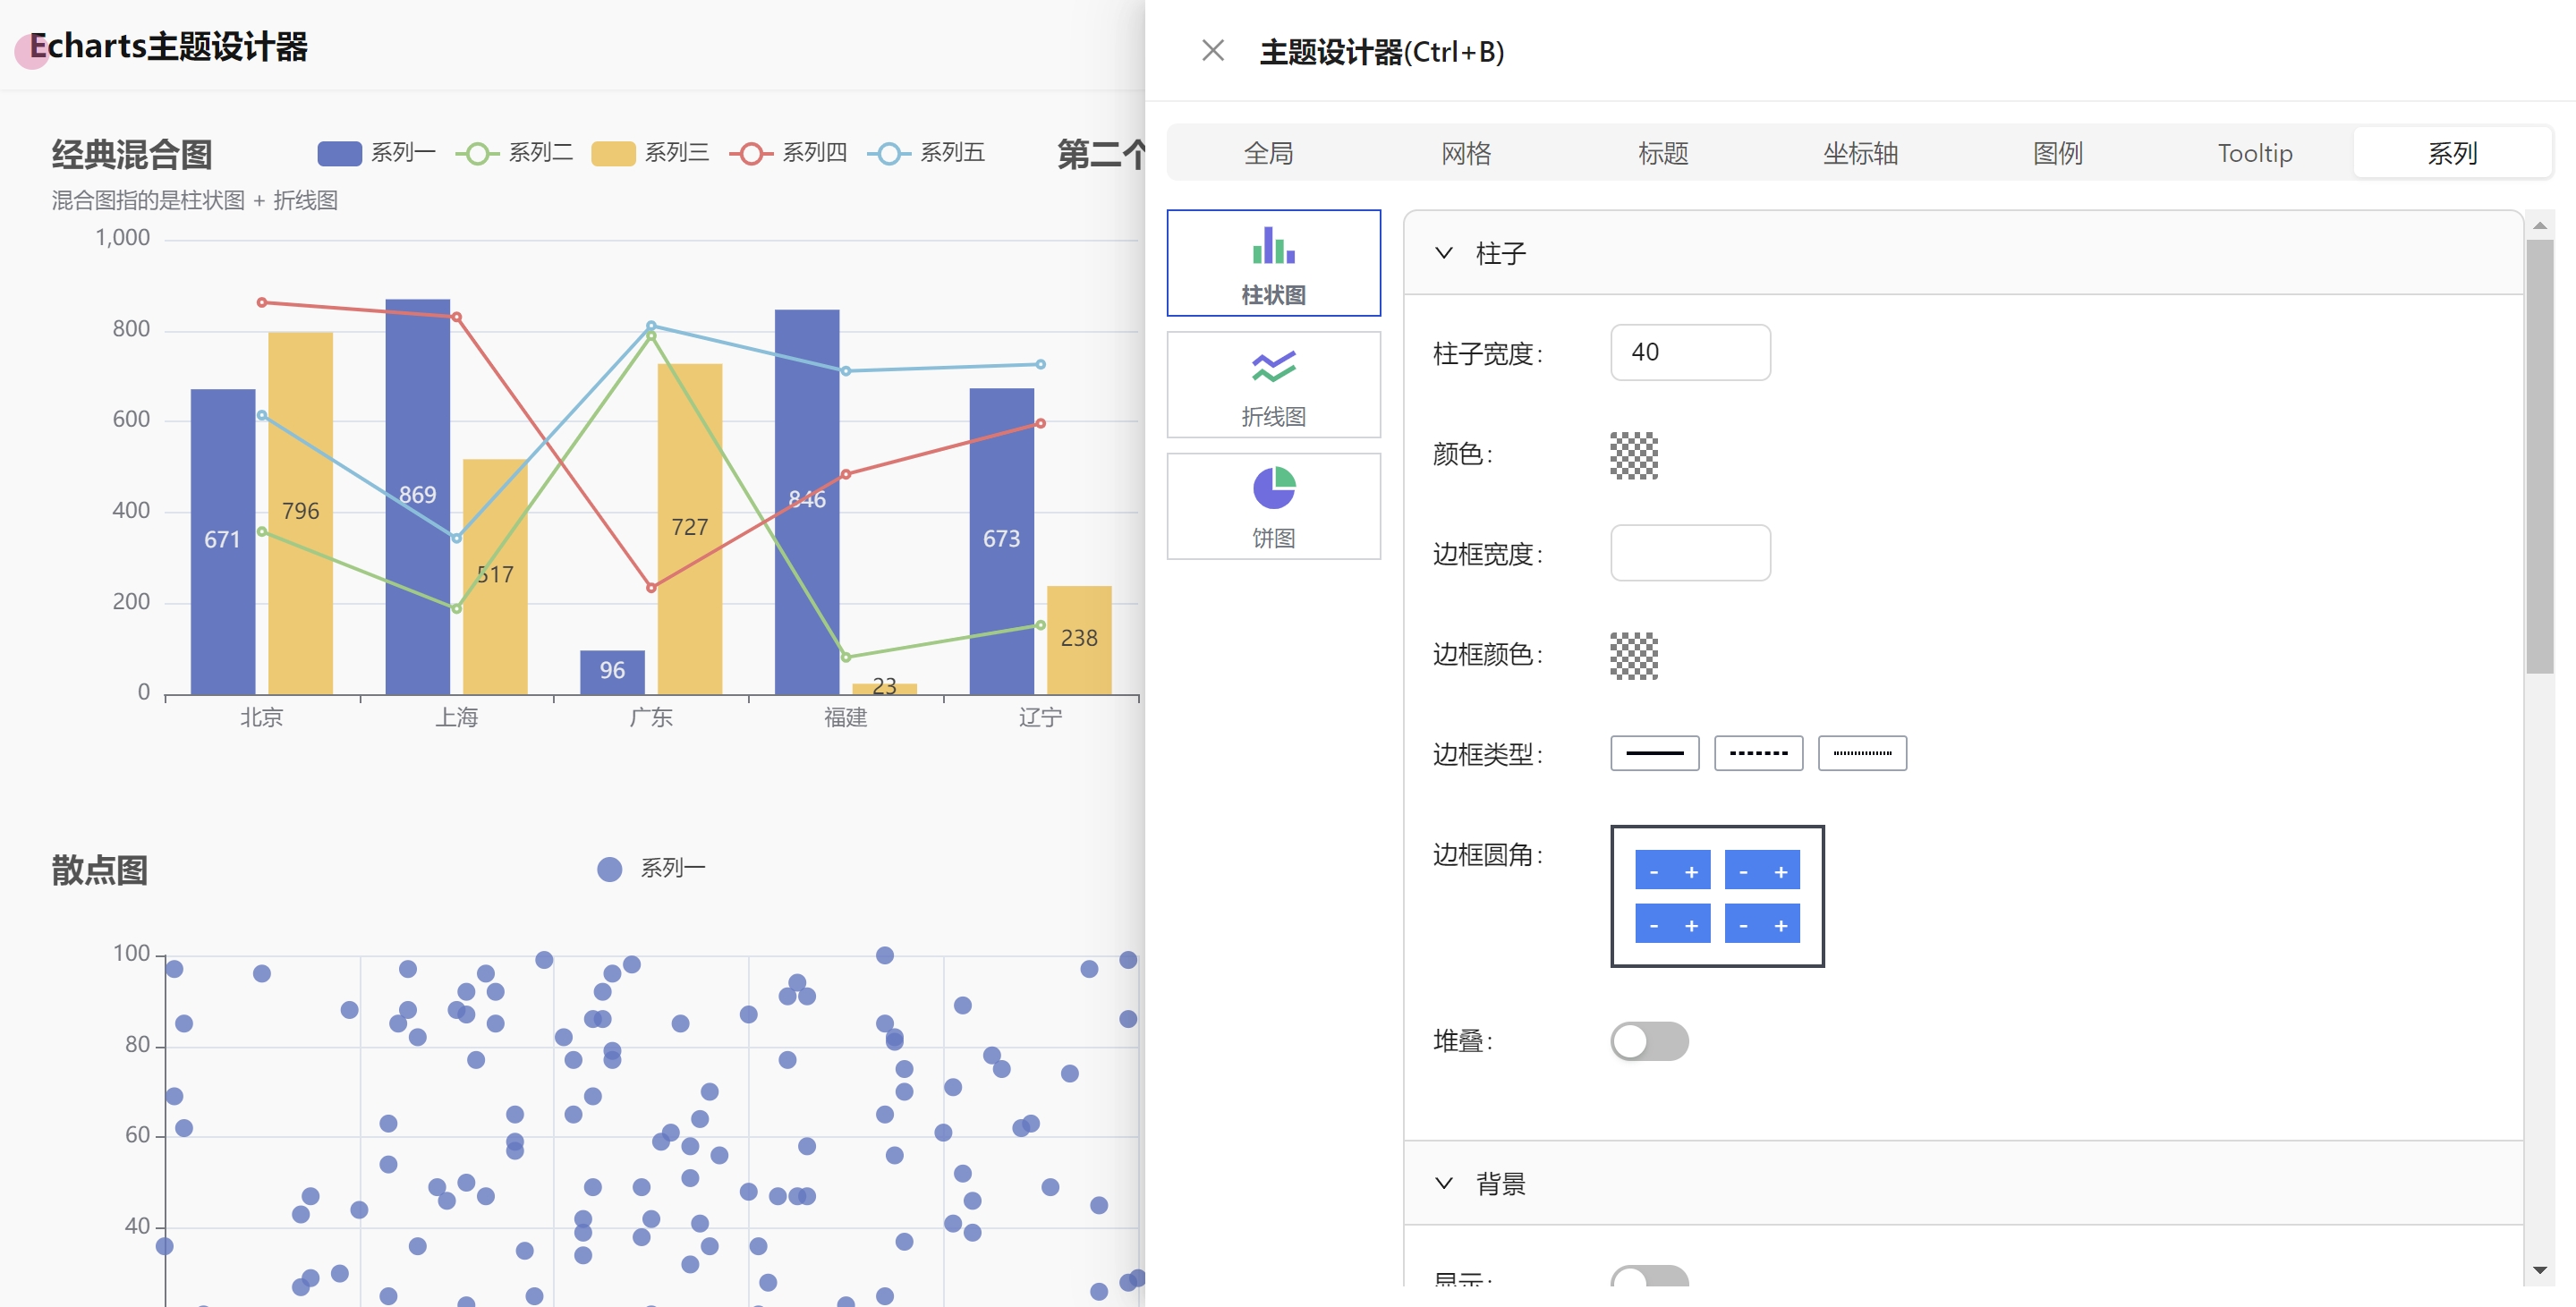 Echarts主题设计器
经典混合图
系列一 系列二 系列三 系列四 系列五
第二个
混合图指的是柱状图 + 折线图
1,000
800
600
400
200
0
671
796
869
517
96
727
846
23
673
238
北京 上海 广东 福建 辽宁
散点图
系列一
100
80
60
40
主题设计器(Ctrl+B)
全局 网格 标题 坐标轴 图例 Tooltip 系列
柱状图
折线图
饼图
柱子
柱子宽度:
40
颜色:
边框宽度:
边框颜色:
边框类型:
边框圆角:
- + - +
- + - +
堆叠:
背景
显示: